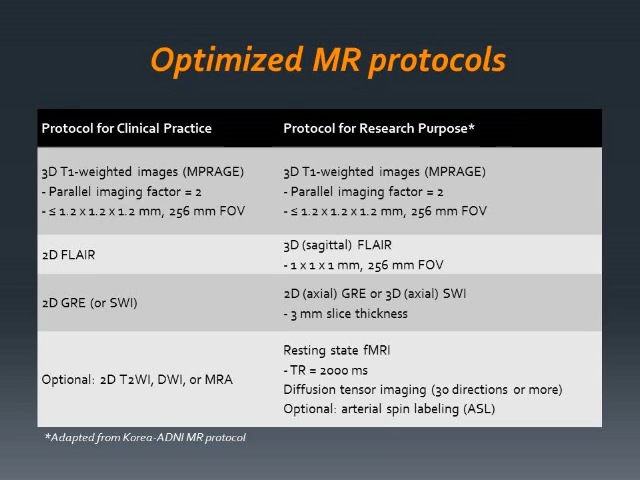 Optimized MR protocols
Protocol for Clinical Practice
Protocol for Research Purpose*
3D T1-weighted images (MPRAGE)
- Parallel imaging factor = 2
- ≤ 1.2 x 1.2 x 1.2 mm, 256 mm FOV
3D T1-weighted images (MPRAGE)
- Parallel imaging factor = 2
- ≤ 1.2 x 1.2 x 1.2 mm, 256 mm FOV
2D FLAIR
3D (sagittal) FLAIR
- 1 x 1 x 1 mm, 256 mm FOV
2D GRE (or SWI)
2D (axial) GRE or 3D (axial) SWI
- 3 mm slice thickness
Optional: 2D T2WI, DWI, or MRA
Resting state fMRI
- TR = 2000 ms
Diffusion tensor imaging (30 directions or more)
Optional: arterial spin labeling (ASL)
*Adapted from Korea-ADNI MR protocol